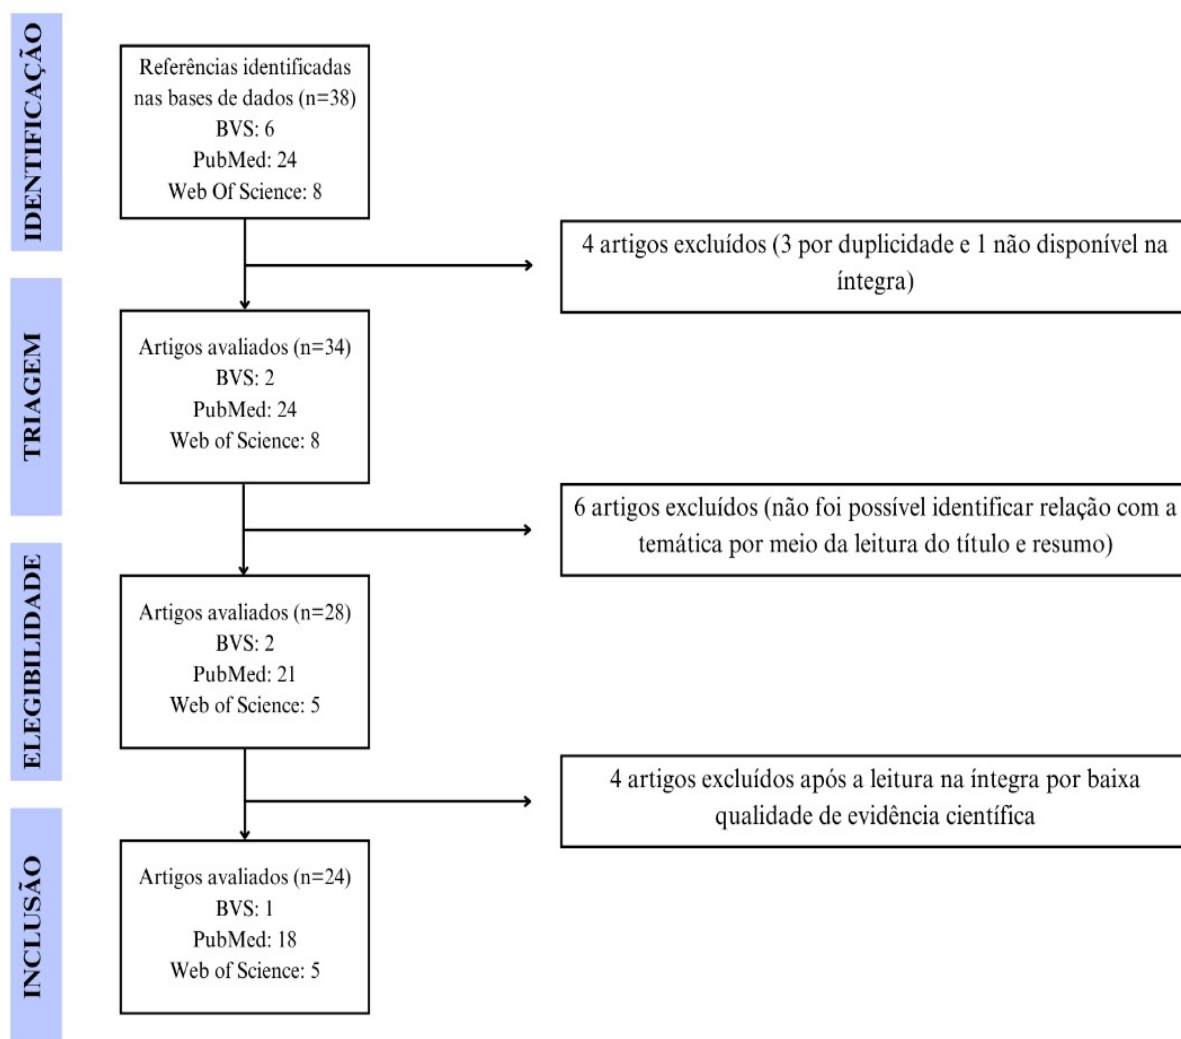 IDENTIFICAÇÃO
Referências identificadas
nas bases de dados (n=38)
BVS: 6
PubMed: 24
Web Of Science: 8
4 artigos excluídos (3 por duplicidade e 1 não disponível na
íntegra)
TRIAGEM
Artigos avaliados (n=34)
BVS: 2
PubMed: 24
Web of Science: 8
6 artigos excluídos (não foi possível identificar relação com a
temática por meio da leitura do título e resumo)
ELEGIBILIDADE
Artigos avaliados (n=28)
BVS: 2
PubMed: 21
Web of Science: 5
4 artigos excluídos após a leitura na íntegra por baixa
qualidade de evidência científica
INCLUSÃO
Artigos avaliados (n=24)
BVS: 1
PubMed: 18
Web of Science: 5